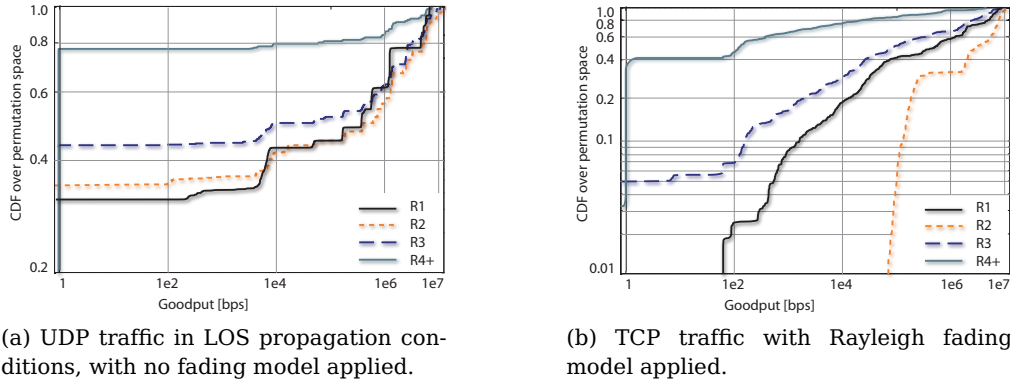 CDF over permutation space
1.0
0.8
0.6
0.4
0.2
R1
R2
R3
R4+
1
1e2
1e4
1e6
1e7
Goodput [bps]
(a) UDP traffic in LOS propagation con-
ditions, with no fading model applied.
CDF over permutation space
1.0
0.8
0.6
0.4
0.2
0.1
0.01
R1
R2
R3
R4+
1
1e2
1e4
1e6
1e7
Goodput [bps]
(b) TCP traffic with Rayleigh fading
model applied.